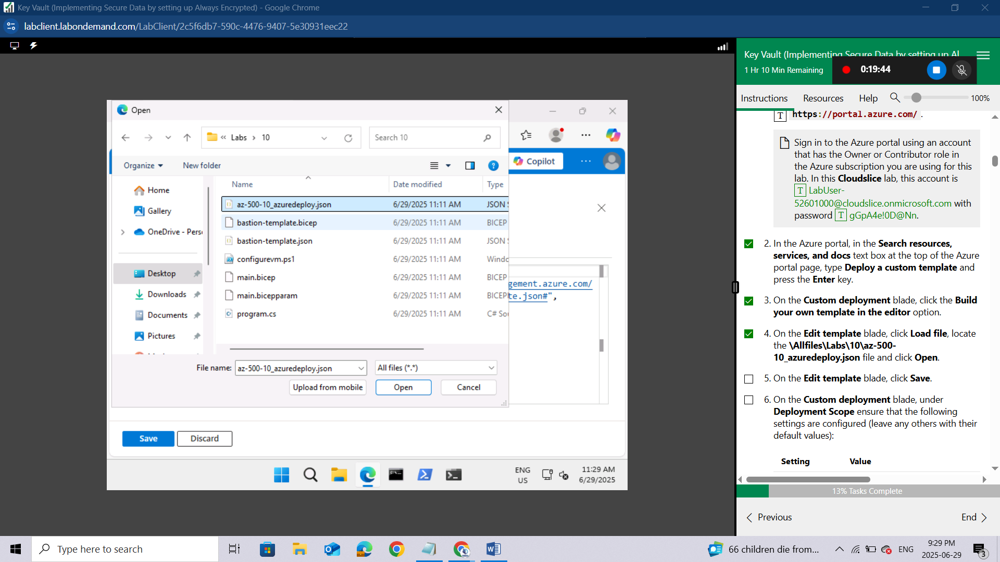 Key Vault (Implementing Secure Data by setting up Always Encrypted) - Google Chrome
labclient.labondemand.com/LabClient/2c5f6db7-590c-4476-9407-5e30931eec22
Open
Labs
10
Search 10
Organize
New folder
Home
Gallery
OneDrive - Pers
Desktop
Downloads
Documents
Pictures
Name
Date modified
Type
az-500-10_azuredeploy.json 6/29/2025 11:11 AM JSON
bastion-template.bicep 6/29/2025 11:11 AM BICEP
bastion-template.json 6/29/2025 11:11 AM JSON
configurevm.ps1 6/29/2025 11:11 AM Windo
main.bicep 6/29/2025 11:11 AM BICEP
main.bicepparam 6/29/2025 11:11 AM BICEP
program.cs 6/29/2025 11:11 AM C# So
File name:
az-500-10_azuredeploy.json
All files (*.*)
Upload from mobile
Open
Cancel
Copilot
gement.azure.com/
te.json#",
Save
Discard
ENG
US
11:29 AM
6/29/2025
Key Vault (Implementing Secure Data by setting up Al
1 Hr 10 Min Remaining
0:19:44
Instructions
Resources
Help
100%
T https://portal.azure.com/ .
Sign in to the Azure portal using an account
that has the Owner or Contributor role in
the Azure subscription you are using for this
lab. In this Cloudslice lab, this account is
T LabUser-
52601000@cloudslice.onmicrosoft.com with
password T gGpA4e!0D@Nn.
2. In the Azure portal, in the Search resources,
services, and docs text box at the top of the Azure
portal page, type Deploy a custom template and
press the Enter key.
3. On the Custom deployment blade, click the Build
your own template in the editor option.
4. On the Edit template blade, click Load file, locate
the \Allfiles\Labs\10\az-500-
10_azuredeploy.json file and click Open.
5. On the Edit template blade, click Save.
6. On the Custom deployment blade, under
Deployment Scope ensure that the following
settings are configured (leave any others with their
default values):
Setting
Value
13% Tasks Complete
Previous
End
Type here to search
66 children die from...
ENG
9:29 PM
2025-06-29
3